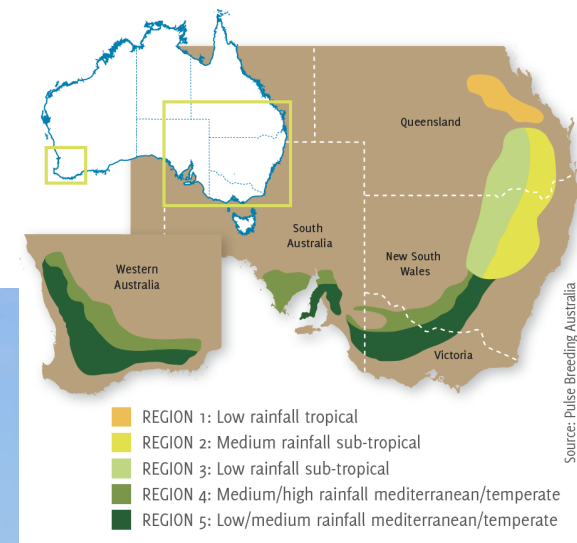 Queensland
South
Australia
New South
Wales
Western
Australia
Victoria
Source: Pulse Breeding Australia
REGION 1: Low rainfall tropical
REGION 2: Medium rainfall sub-tropical
REGION 3: Low rainfall sub-tropical
REGION 4: Medium/high rainfall mediterranean/temperate
REGION 5: Low/medium rainfall mediterranean/temperate